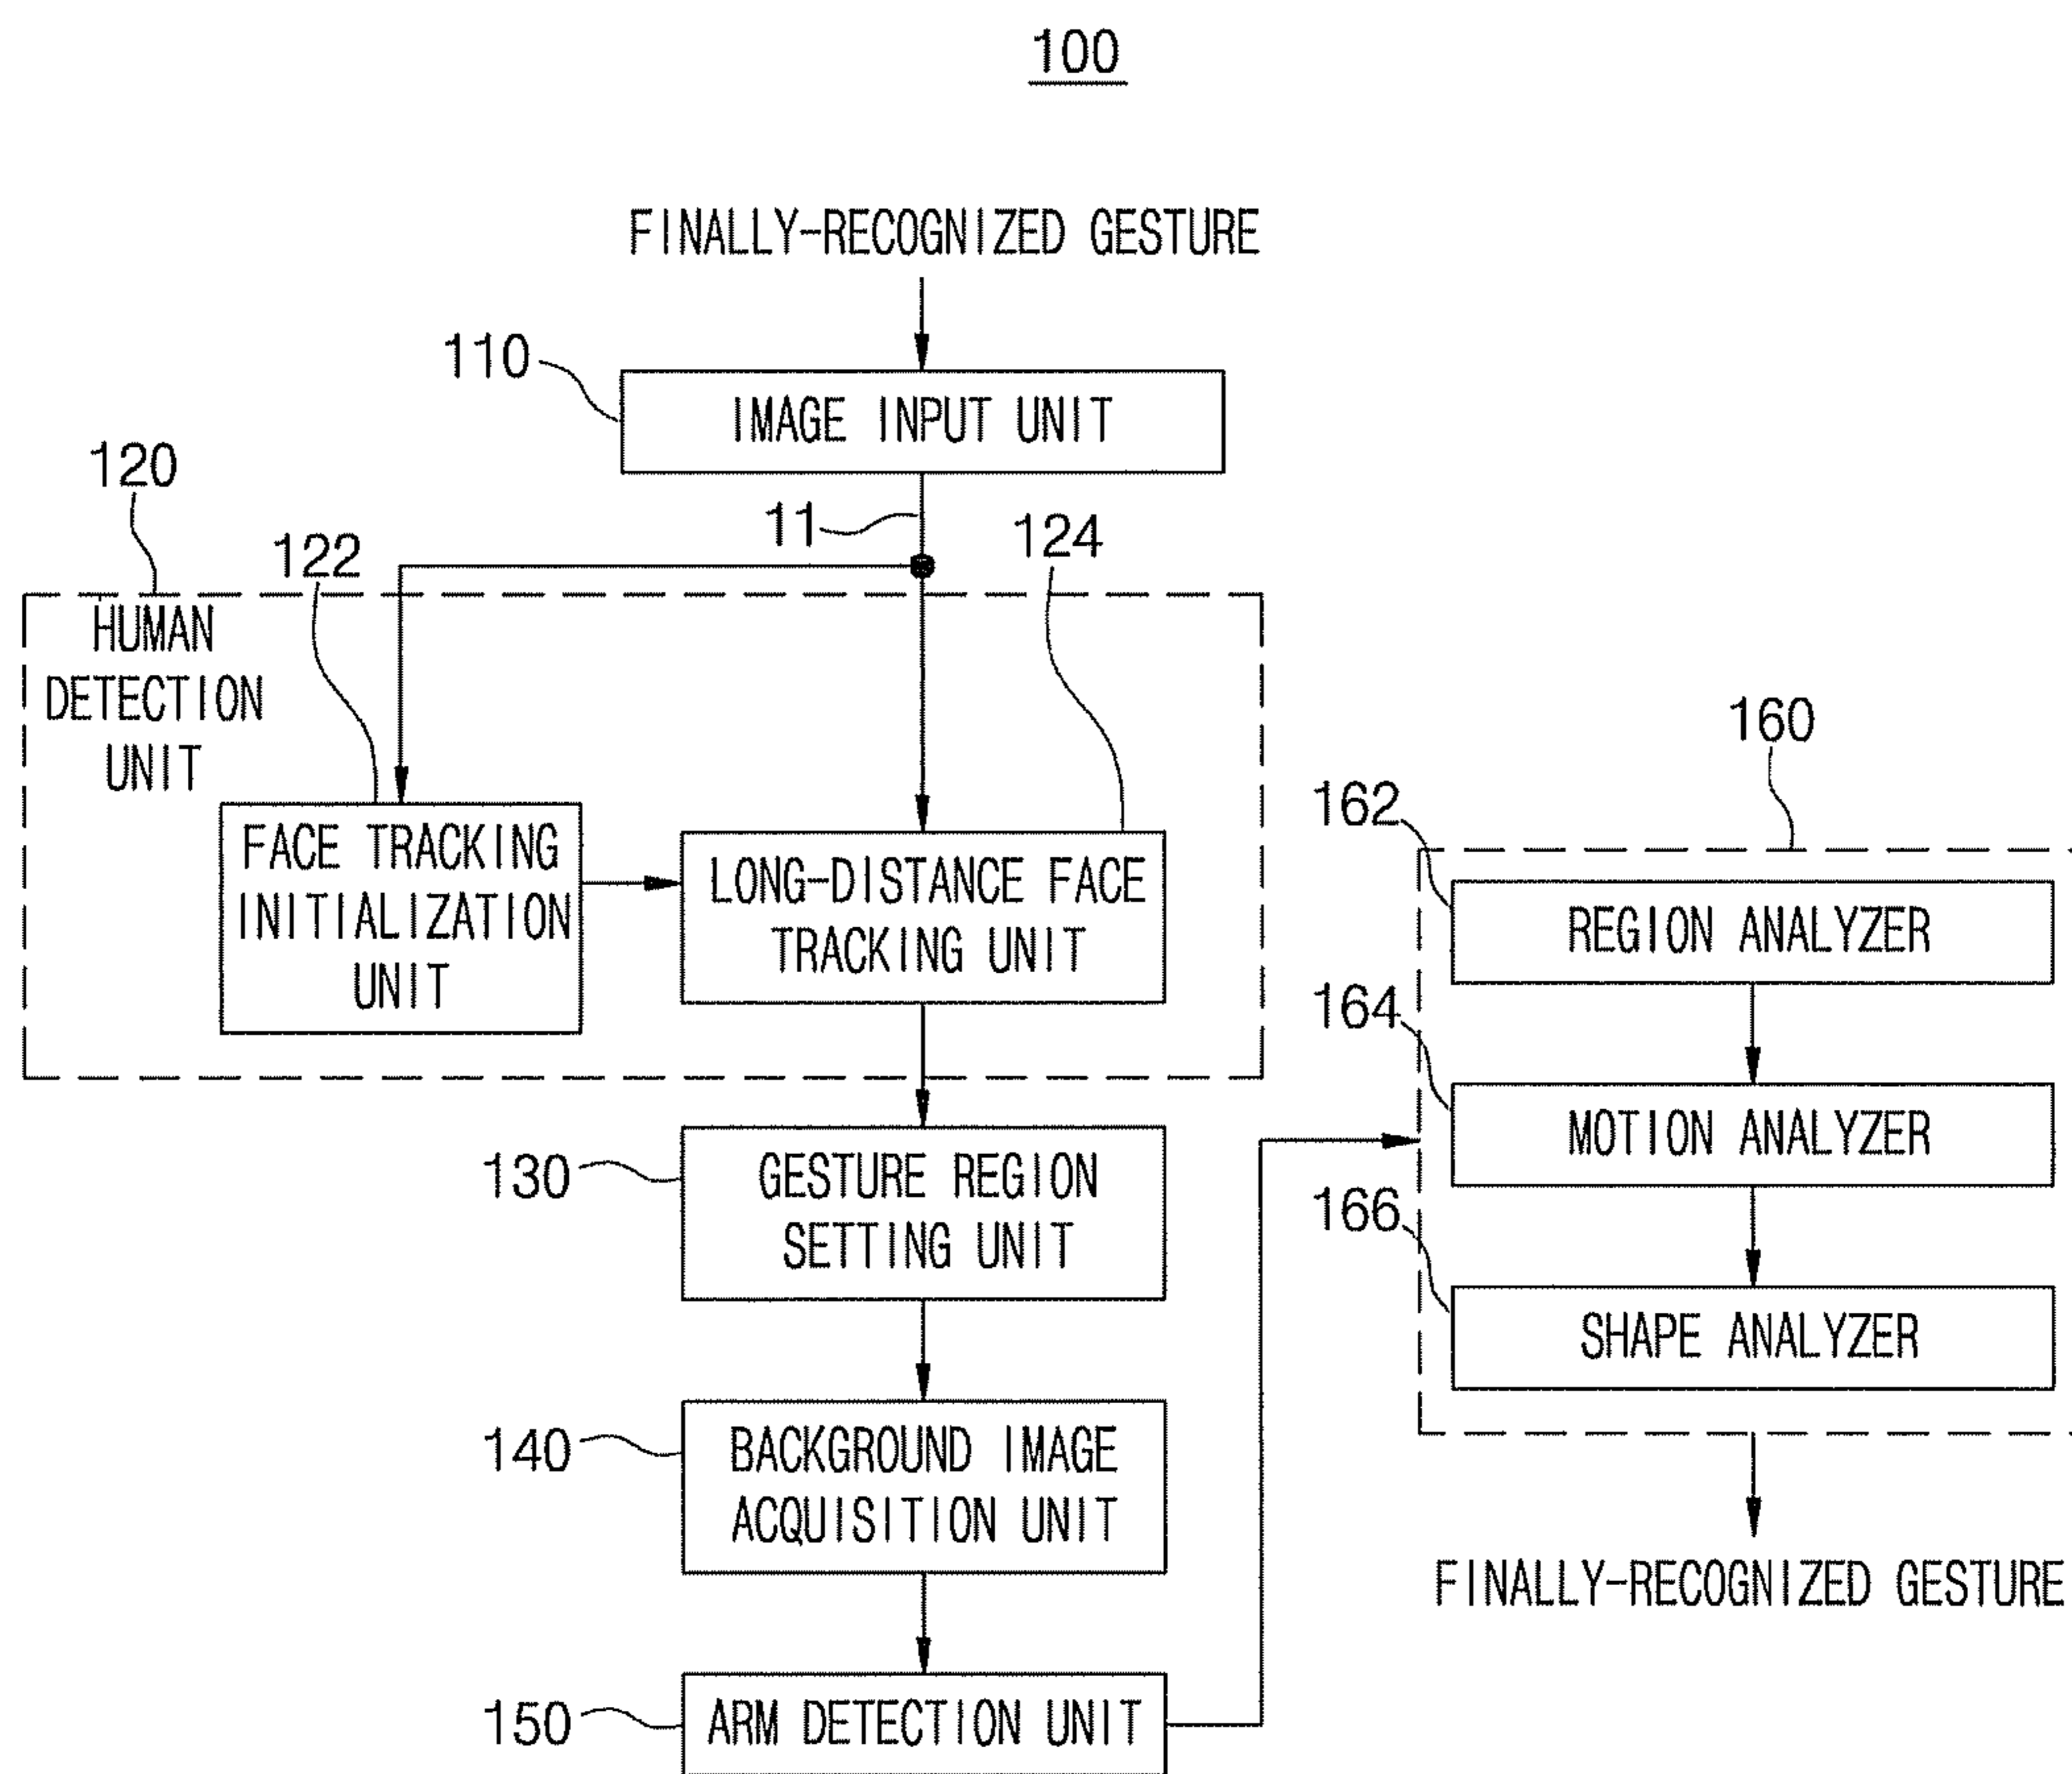 100
FINALLY-RECOGNIZED GESTURE
110
IMAGE INPUT UNIT
120
11
124
122
HUMAN
DETECTION
UNIT
FACE TRACKING
INITIALIZATION
UNIT
LONG-DISTANCE FACE
TRACKING UNIT
130
GESTURE REGION
SETTING UNIT
140
BACKGROUND IMAGE
ACQUISITION UNIT
150
ARM DETECTION UNIT
160
162
REGION ANALYZER
164
MOTION ANALYZER
166
SHAPE ANALYZER
FINALLY-RECOGNIZED GESTURE